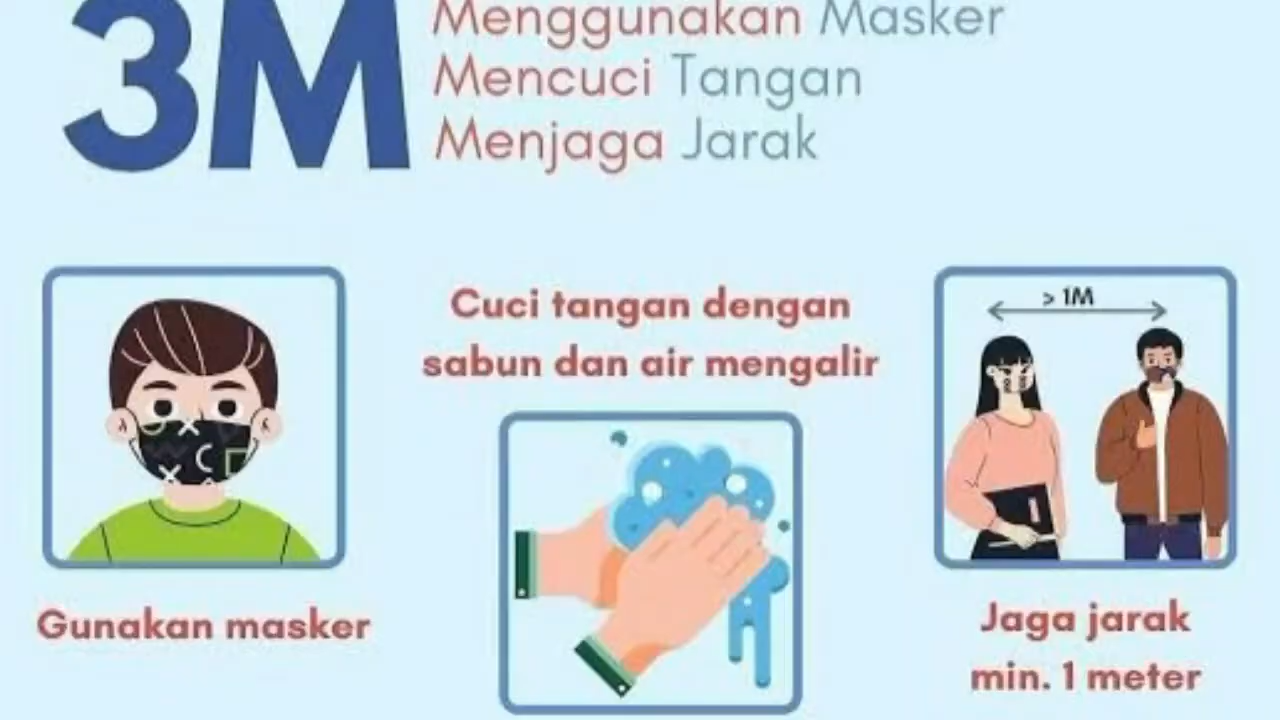 3M
Menggunakan Masker
Mencuci Tangan
Menjaga Jarak
Gunakan masker
Cuci tangan dengan
sabun dan air mengalir
> 1M
Jaga jarak
min. 1 meter